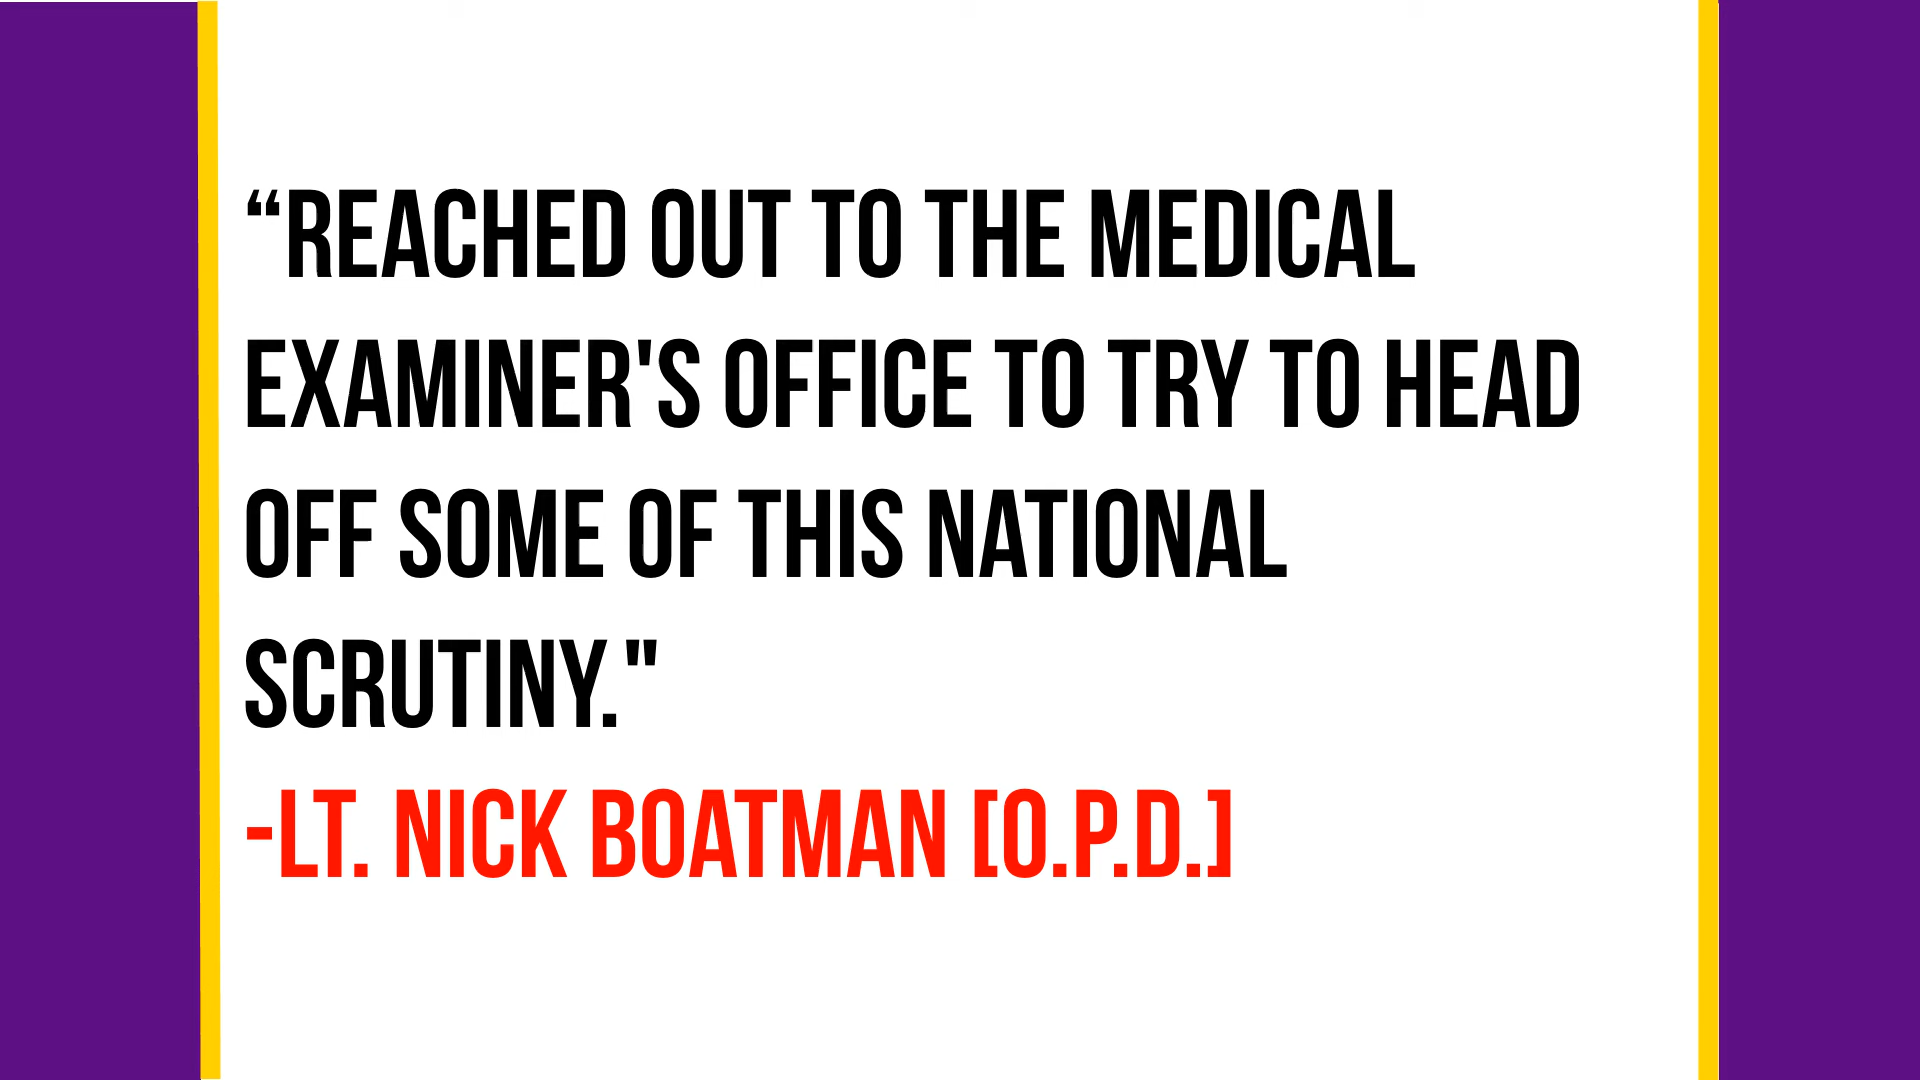 “REACHED OUT TO THE MEDICAL
EXAMINER'S OFFICE TO TRY TO HEAD
OFF SOME OF THIS NATIONAL
SCRUTINY."
-LT. NICK BOATMAN [O.P.D.]